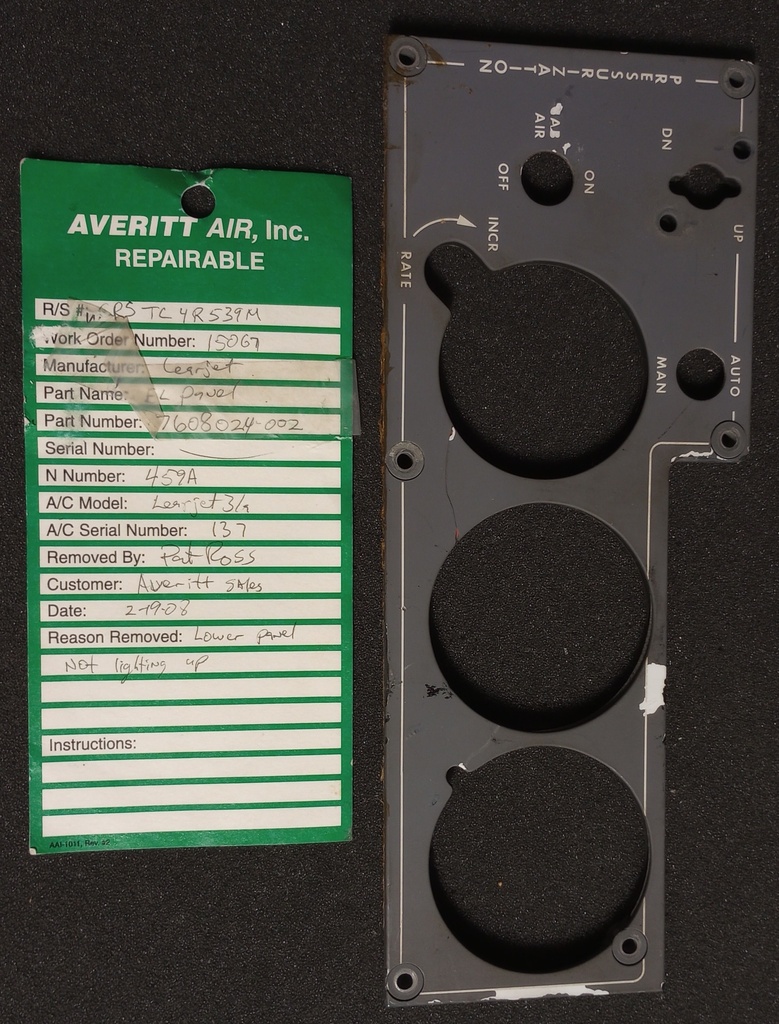 AVERITT AIR, Inc.
REPAIRABLE
R/S #: TC 4R539M
Work Order Number: 15067
Manufacturer: Learjet
Part Name: EL Panel
Part Number: 7608024-002
Serial Number:
N Number: 459A
A/C Model: Learjet 31a
A/C Serial Number: 137
Removed By: Pat Ross
Customer: Averitt Sales
Date: 2-19-08
Reason Removed: Lower panel
Not lighting up
Instructions:
AAI-1011, Rev.
PRESSURIZATION
AIR
OFF
ON
DN
UP
INCR
RATE
MAN
AUTO